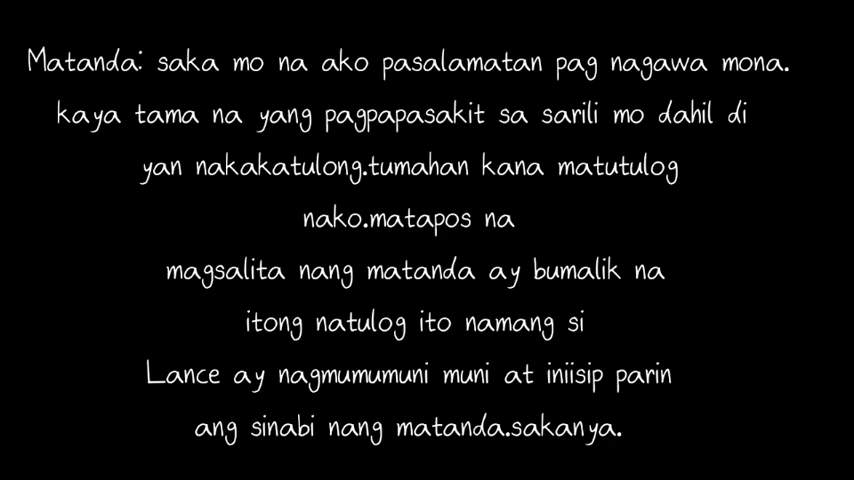 Matanda: saka mo na ako pasalamatan pag nagawa mona.
kaya tama na yang pagpapasakit sa sarili mo dahil di
yan nakakatulong.tumahan kana matutulog
nako.matapos na
magsalita nang matanda ay bumalik na
itong natulog ito namang si
Lance ay nagmumumuni muni at iniisip parin
ang sinabi nang matanda.sakanya.